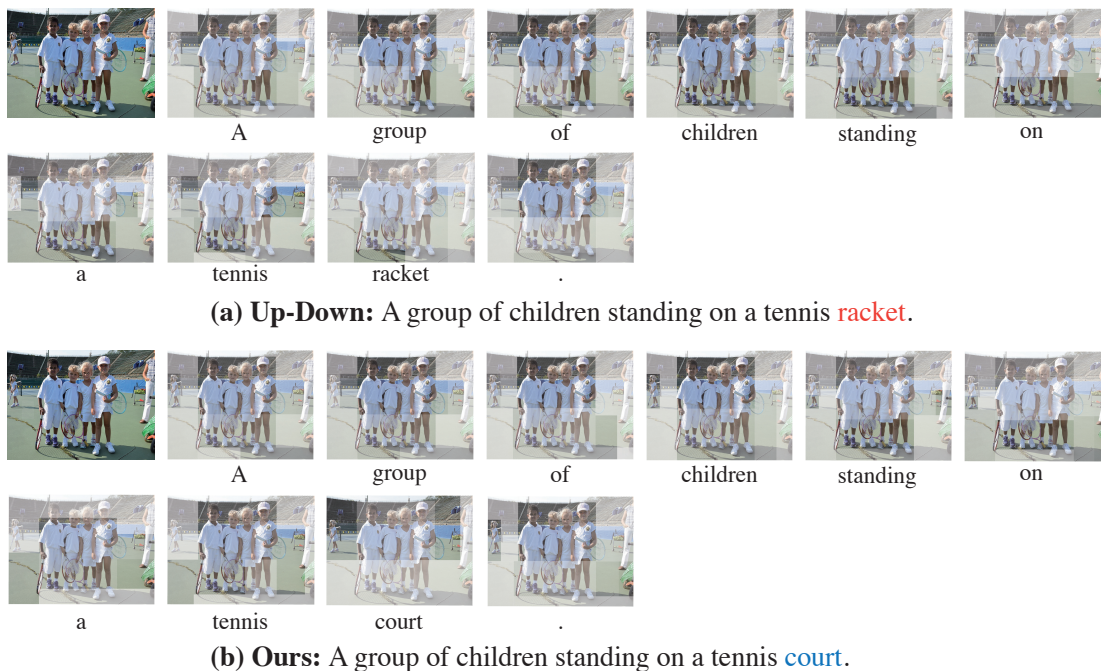 A group of children standing on
a tennis racket .
(a) Up-Down: A group of children standing on a tennis racket.
A group of children standing on
a tennis court .
(b) Ours: A group of children standing on a tennis court.